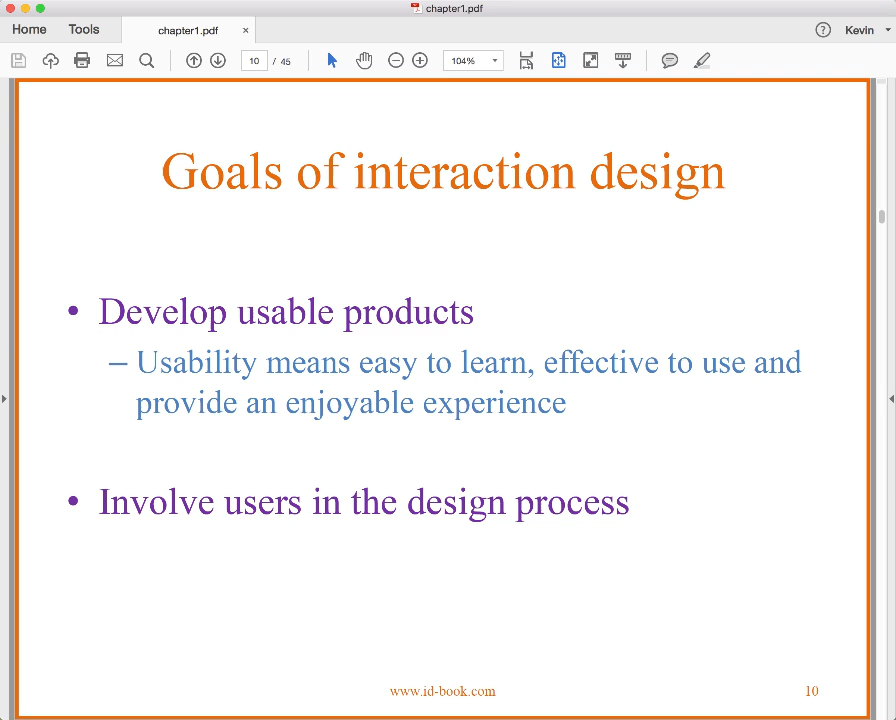 chapter1.pdf
Home Tools chapter1.pdf × ? Kevin
10 / 45 104%
Goals of interaction design
• Develop usable products
– Usability means easy to learn, effective to use and
provide an enjoyable experience
• Involve users in the design process
www.id-book.com 10